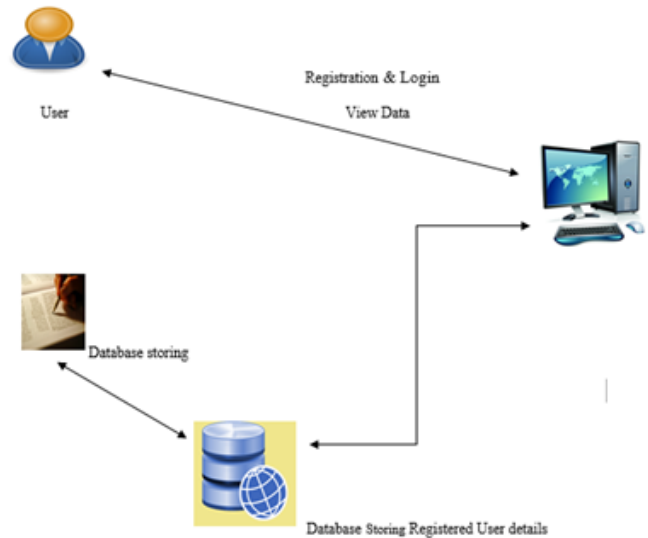 Registration & Login
User
View Data
Database storing
Database Storing Registered User details